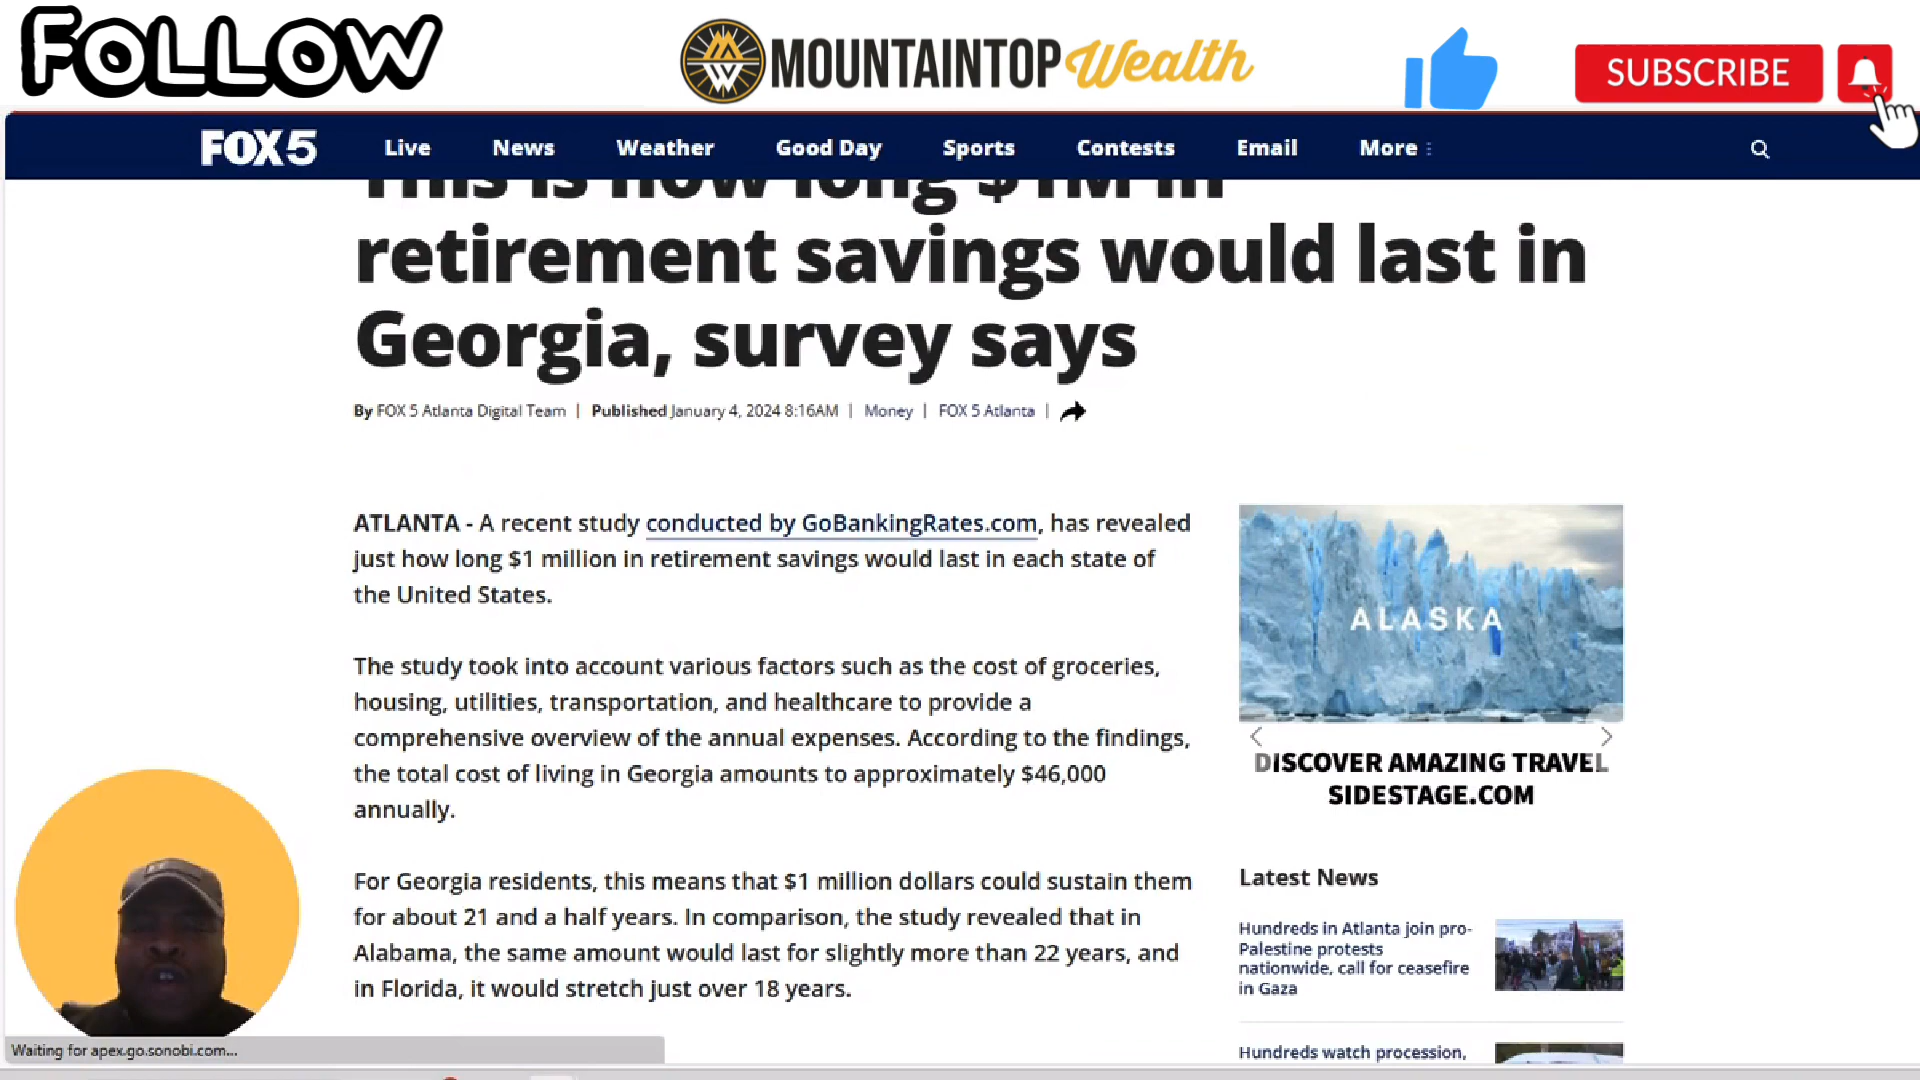 FOLLOW
MOUNTAINTOP Wealth
SUBSCRIBE
FOX 5
Live
News
Weather
Good Day
Sports
Contests
Email
More
This is how long $1M in
retirement savings would last in
Georgia, survey says
By FOX 5 Atlanta Digital Team | Published January 4, 2024 8:16AM | Money | FOX 5 Atlanta |
ATLANTA - A recent study conducted by GoBankingRates.com, has revealed
just how long $1 million in retirement savings would last in each state of
the United States.
The study took into account various factors such as the cost of groceries,
housing, utilities, transportation, and healthcare to provide a
comprehensive overview of the annual expenses. According to the findings,
the total cost of living in Georgia amounts to approximately $46,000
annually.
For Georgia residents, this means that $1 million dollars could sustain them
for about 21 and a half years. In comparison, the study revealed that in
Alabama, the same amount would last for slightly more than 22 years, and
in Florida, it would stretch just over 18 years.
ALASKA
DISCOVER AMAZING TRAVEL
SIDESTAGE.COM
Latest News
Hundreds in Atlanta join pro-
Palestine protests
nationwide, call for ceasefire
in Gaza
Hundreds watch procession,
Waiting for apex.go.sonobi.com...